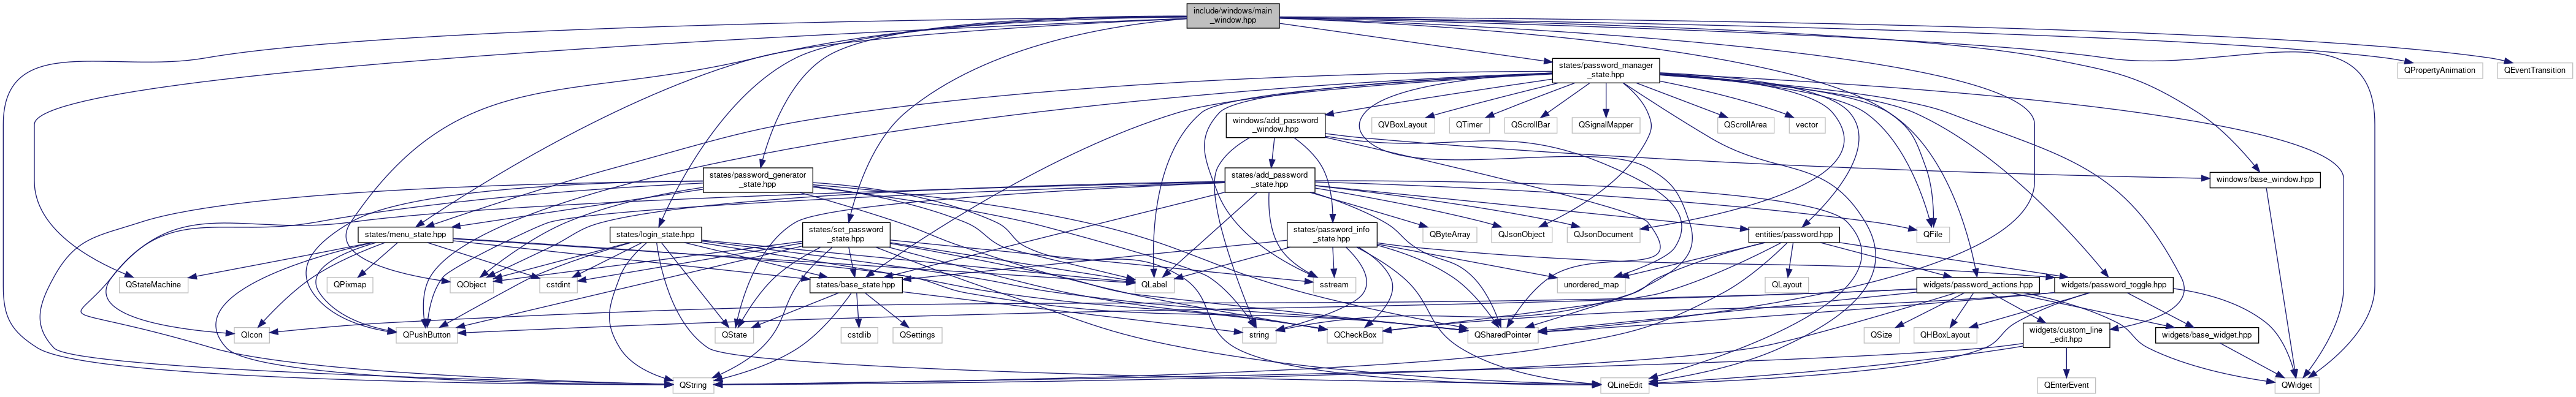 include/windows/main
_window.hpp
states/password_manager
_state.hpp
QPropertyAnimation
QEventTransition
windows/add_password
_window.hpp
QVBoxLayout
QTimer
QScrollBar
QSignalMapper
QScrollArea
vector
states/password_generator
_state.hpp
states/add_password
_state.hpp
windows/base_window.hpp
states/menu_state.hpp
states/login_state.hpp
states/set_password
_state.hpp
states/password_info
_state.hpp
QByteArray
QJsonObject
QJsonDocument
entities/password.hpp
QFile
QStateMachine
QPixmap
QObject
cstdint
states/base_state.hpp
QLabel
sstream
unordered_map
QLayout
widgets/password_actions.hpp
widgets/password_toggle.hpp
QIcon
QPushButton
QState
cstdlib
QSettings
string
QCheckBox
QSharedPointer
QSize
QHBoxLayout
widgets/custom_line
_edit.hpp
widgets/base_widget.hpp
QString
QLineEdit
QEnterEvent
QWidget